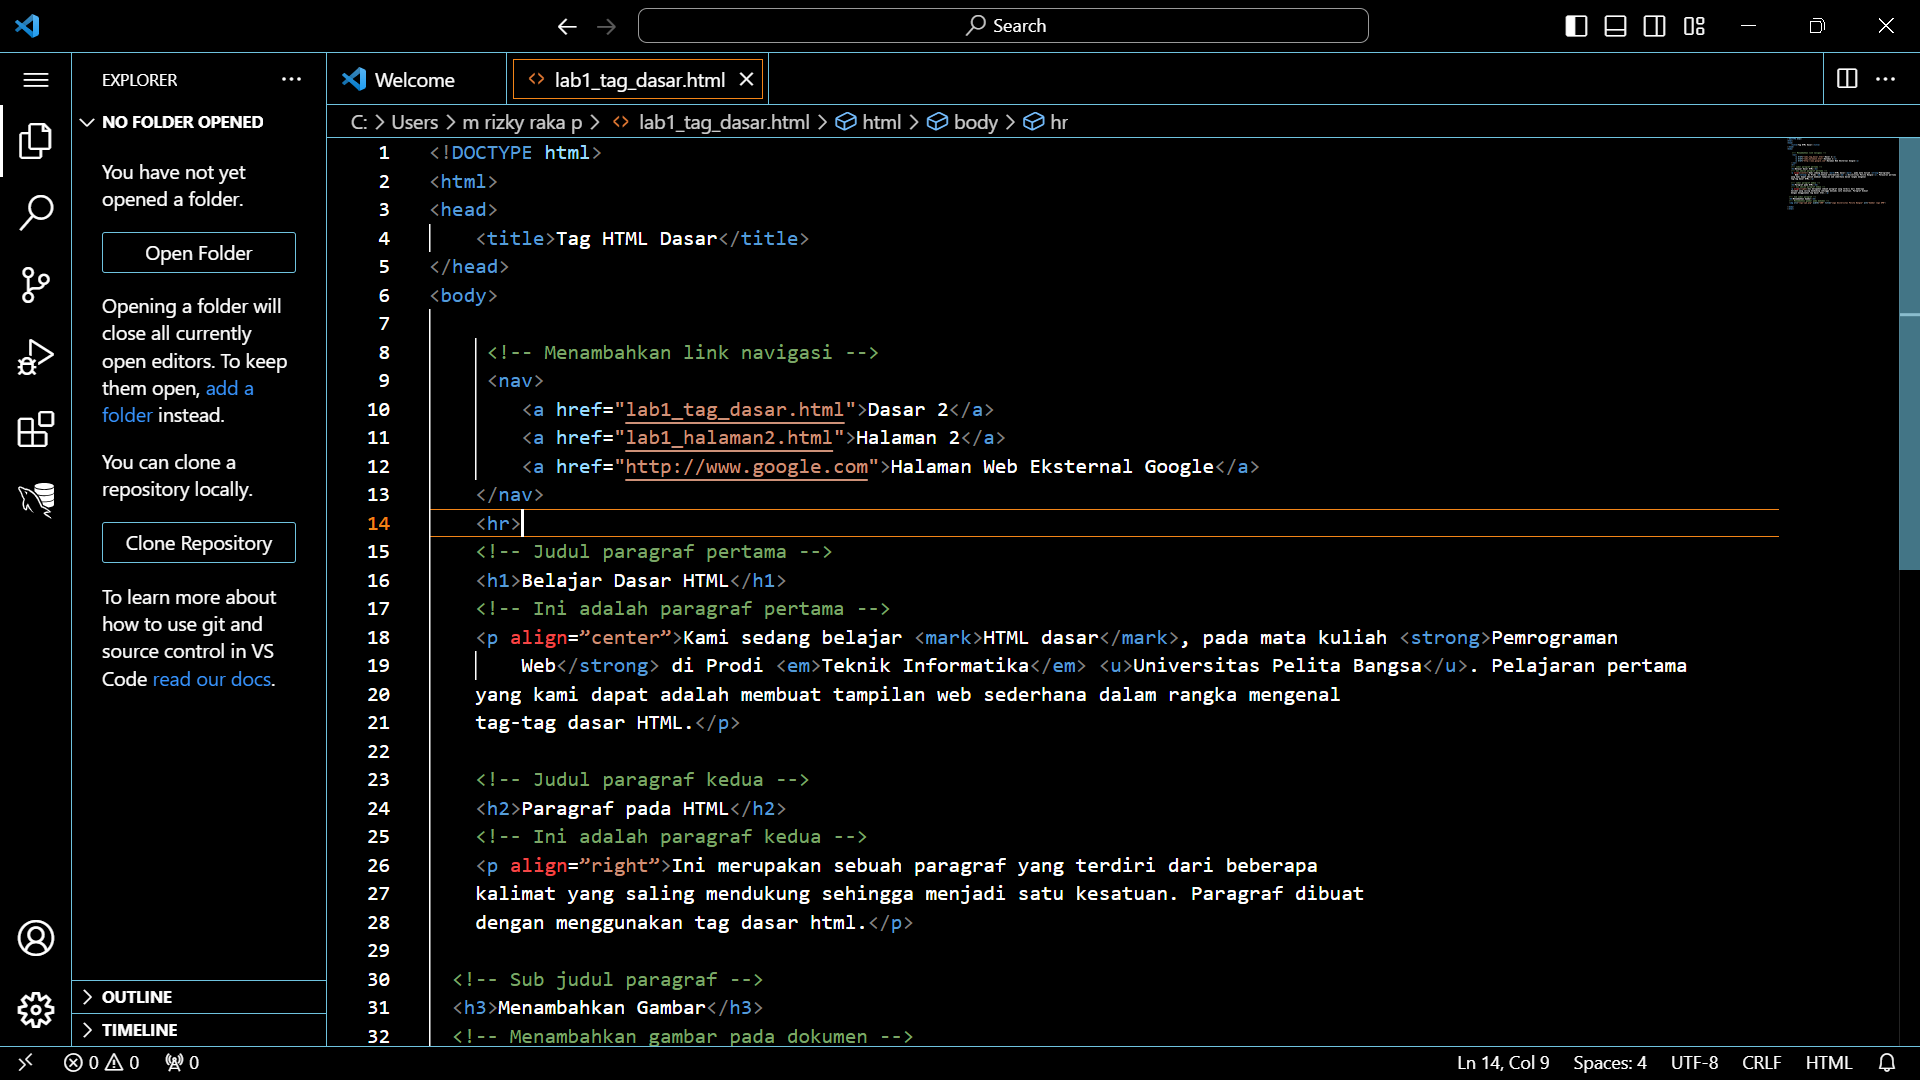 Search
EXPLORER
NO FOLDER OPENED
You have not yet
opened a folder.
Open Folder
Opening a folder will
close all currently
open editors. To keep
them open, add a
folder instead.
You can clone a
repository locally.
Clone Repository
To learn more about
how to use git and
source control in VS
Code read our docs.
OUTLINE
TIMELINE
Welcome
lab1_tag_dasar.html
C: > Users > m rizky raka p > <> lab1_tag_dasar.html > html > body > hr
1 <!DOCTYPE html>
2 <html>
3 <head>
4 <title>Tag HTML Dasar</title>
5 </head>
6 <body>
7
8 <!-- Menambahkan link navigasi -->
9 <nav>
10 <a href="lab1_tag_dasar.html">Dasar 2</a>
11 <a href="lab1_halaman2.html">Halaman 2</a>
12 <a href="http://www.google.com">Halaman Web Eksternal Google</a>
13 </nav>
14 <hr>
15 <!-- Judul paragraf pertama -->
16 <h1>Belajar Dasar HTML</h1>
17 <!-- Ini adalah paragraf pertama -->
18 <p align=”center”>Kami sedang belajar <mark>HTML dasar</mark>, pada mata kuliah <strong>Pemrograman
19 Web</strong> di Prodi <em>Teknik Informatika</em> <u>Universitas Pelita Bangsa</u>. Pelajaran pertama
20 yang kami dapat adalah membuat tampilan web sederhana dalam rangka mengenal
21 tag-tag dasar HTML.</p>
22
23 <!-- Judul paragraf kedua -->
24 <h2>Paragraf pada HTML</h2>
25 <!-- Ini adalah paragraf kedua -->
26 <p align=”right”>Ini merupakan sebuah paragraf yang terdiri dari beberapa
27 kalimat yang saling mendukung sehingga menjadi satu kesatuan. Paragraf dibuat
28 dengan menggunakan tag dasar html.</p>
29
30 <!-- Sub judul paragraf -->
31 <h3>Menambahkan Gambar</h3>
32 <!-- Menambahkan gambar pada dokumen -->
0 0 0
Ln 14, Col 9 Spaces: 4 UTF-8 CRLF HTML